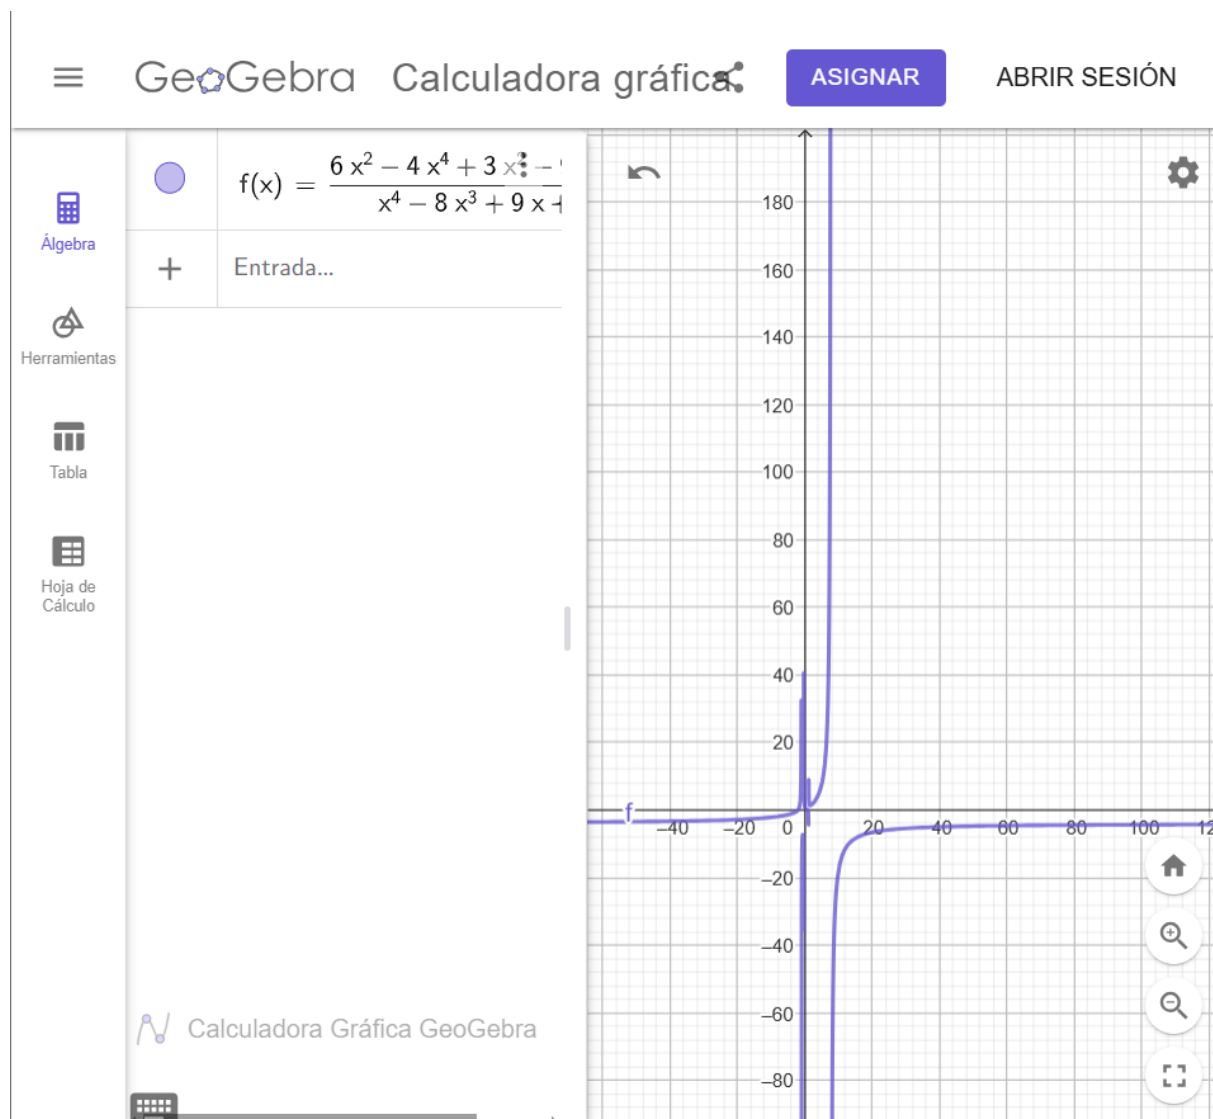 GeoGebra Calculadora gráfica ASIGNAR ABRIR SESIÓN
f(x) = (6 x² − 4 x⁴ + 3 x² −) / (x⁴ − 8 x³ + 9 x +)
Entrada...
Álgebra
Herramientas
Tabla
Hoja de
Cálculo
Calculadora Gráfica GeoGebra
180
160
140
120
100
80
60
40
20
f
–40 –20 0 20 40 60 80 100 12
–20
–40
–60
–80